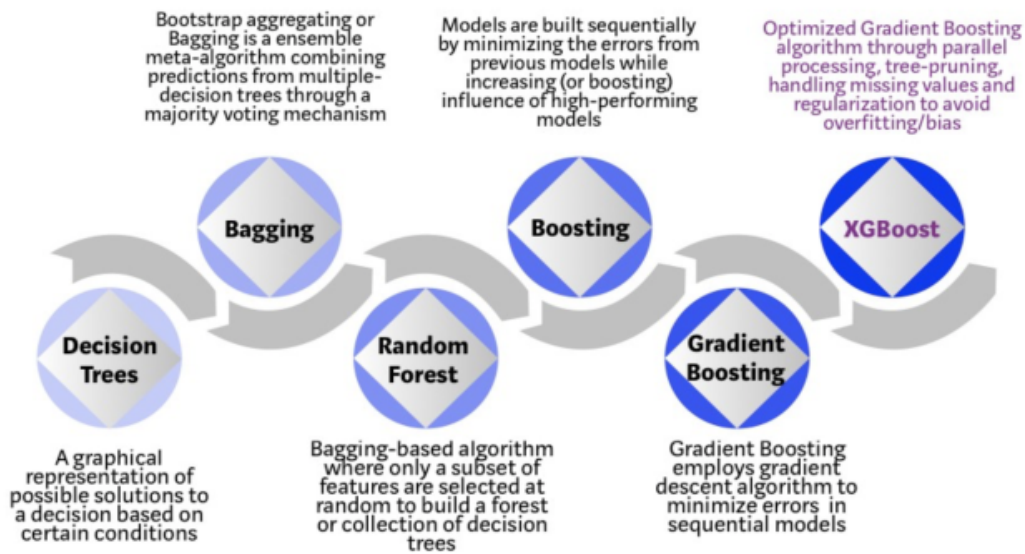 Bootstrap aggregating or
Bagging is a ensemble
meta-algorithm combining
predictions from multiple-
decision trees through a
majority voting mechanism
Models are built sequentially
by minimizing the errors from
previous models while
increasing (or boosting)
influence of high-performing
models
Optimized Gradient Boosting
algorithm through parallel
processing, tree-pruning,
handling missing values and
regularization to avoid
overfitting/bias
Bagging
Boosting
XGBoost
Decision
Trees
Random
Forest
Gradient
Boosting
A graphical
representation of
possible solutions to
a decision based on
certain conditions
Bagging-based algorithm
where only a subset of
features are selected at
random to build a forest
or collection of decision
trees
Gradient Boosting
employs gradient
descent algorithm to
minimize errors in
sequential models